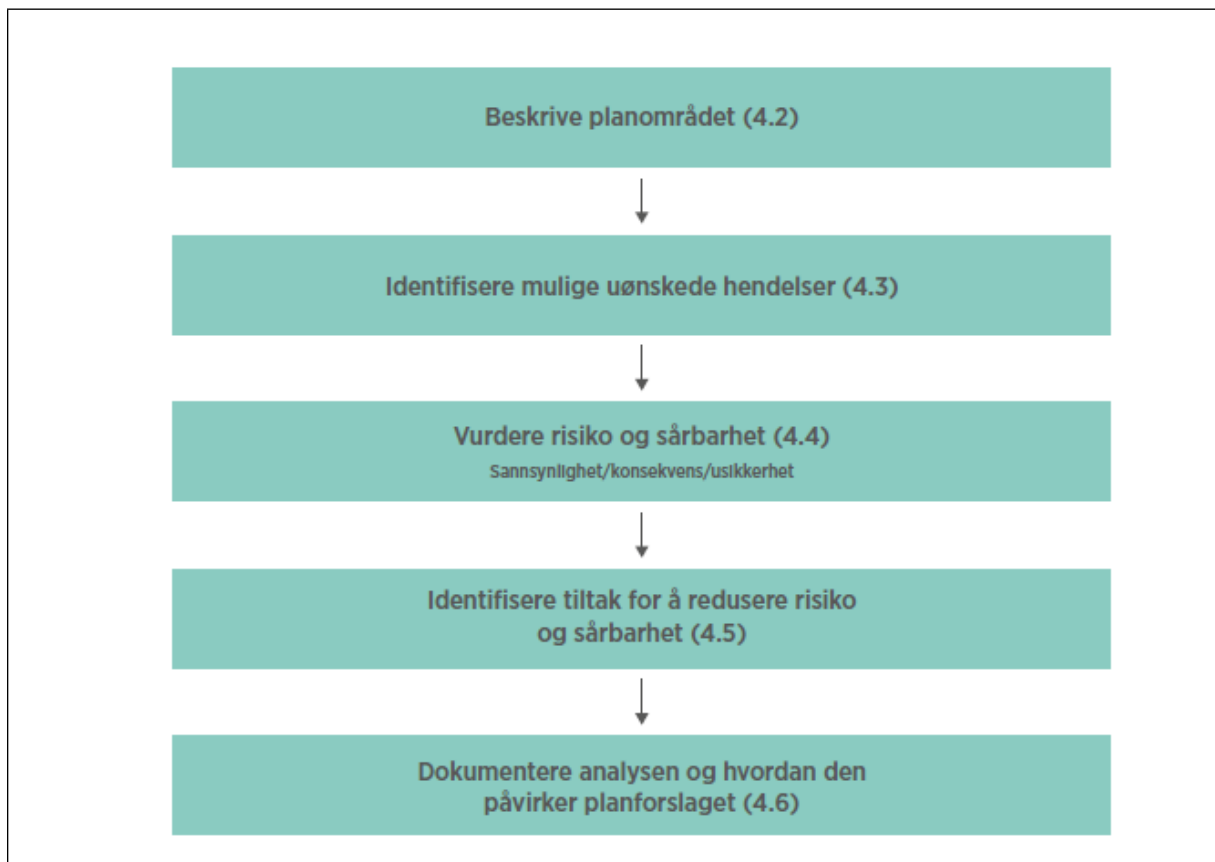 Beskrive planområdet (4.2)
Identifisere mulige uønskede hendelser (4.3)
Vurdere risiko og sårbarhet (4.4)
Sannsynlighet/konsekvens/usikkerhet
Identifisere tiltak for å redusere risiko
og sårbarhet (4.5)
Dokumentere analysen og hvordan den
påvirker planforslaget (4.6)